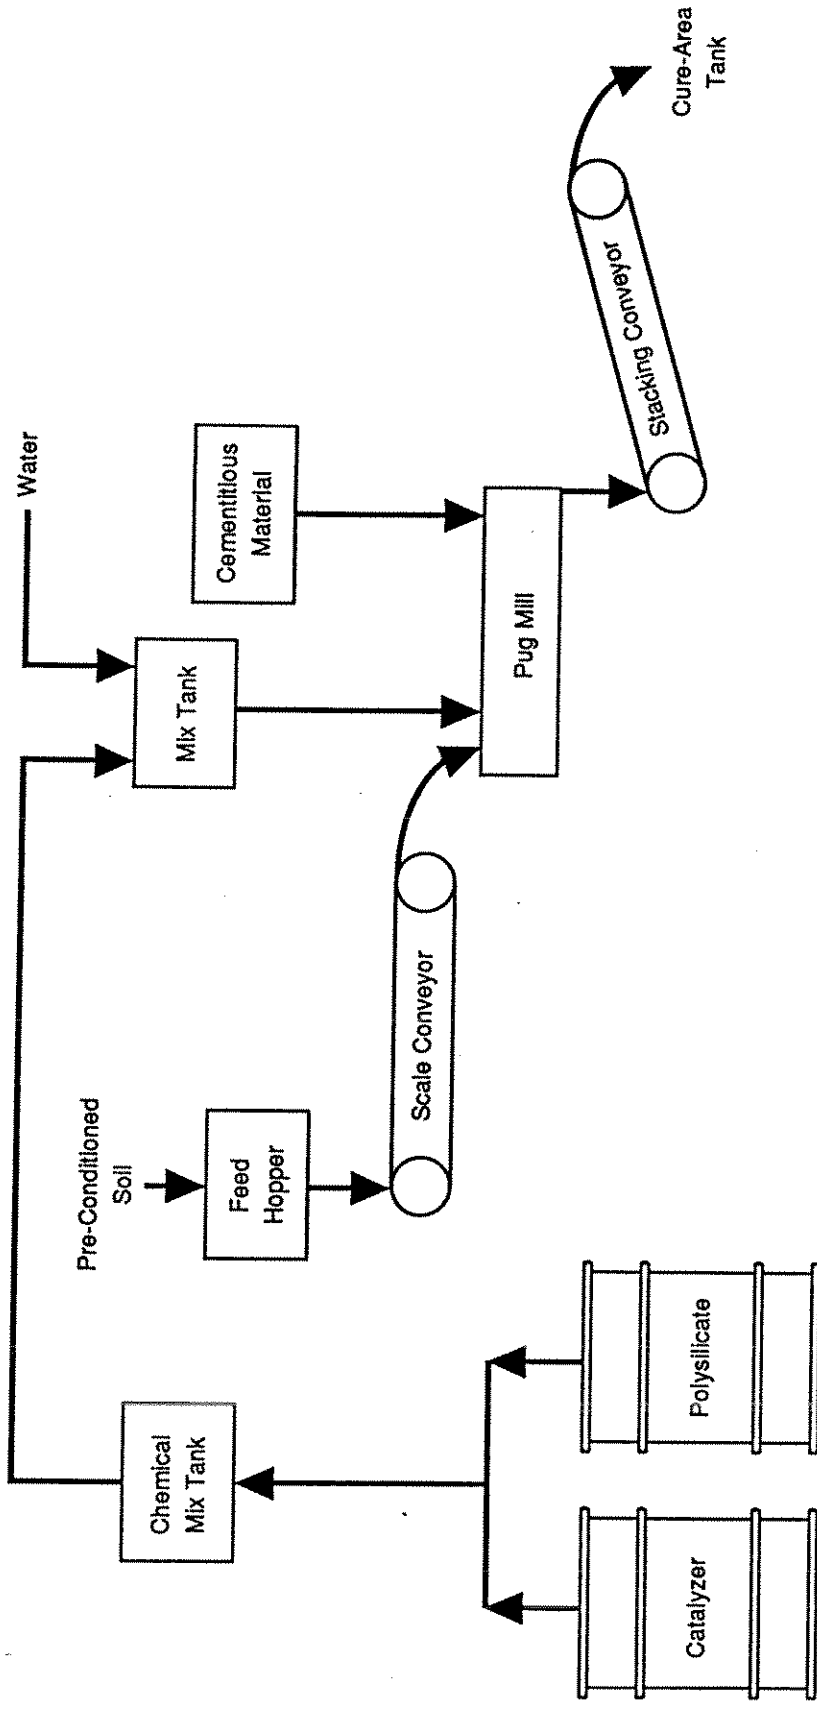 Water
Pre-Conditioned
Soil
Chemical
Mix Tank
Feed
Hopper
Mix Tank
Cementitious
Material
Scale Conveyor
Pug Mill
Stacking Conveyor
Cure-Area
Tank
Catalyzer
Polysilicate